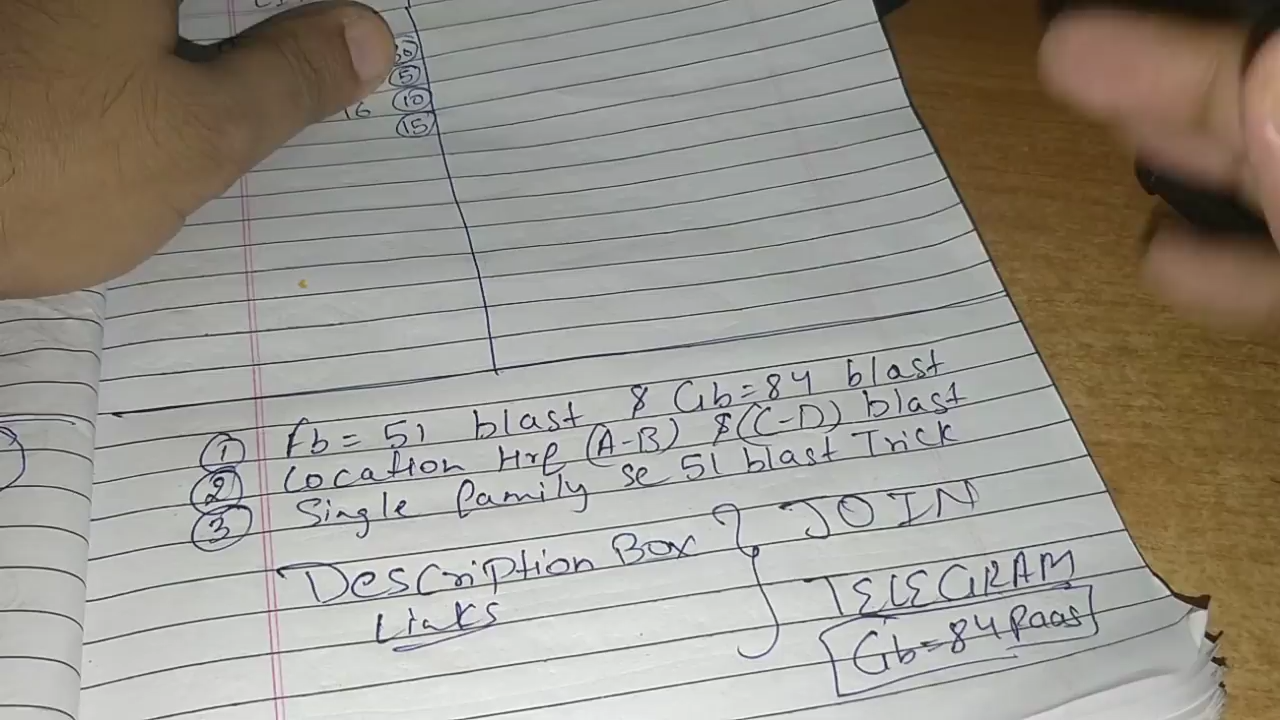 5
10
16
15
1 fb = 51 blast & Gb = 84 blast
2 Location Hrf (A-B) & (C-D) blast
3 Single family se 51 blast Trick
Description Box } JOIN
Links
TELEGRAM
Gb=84 Paas